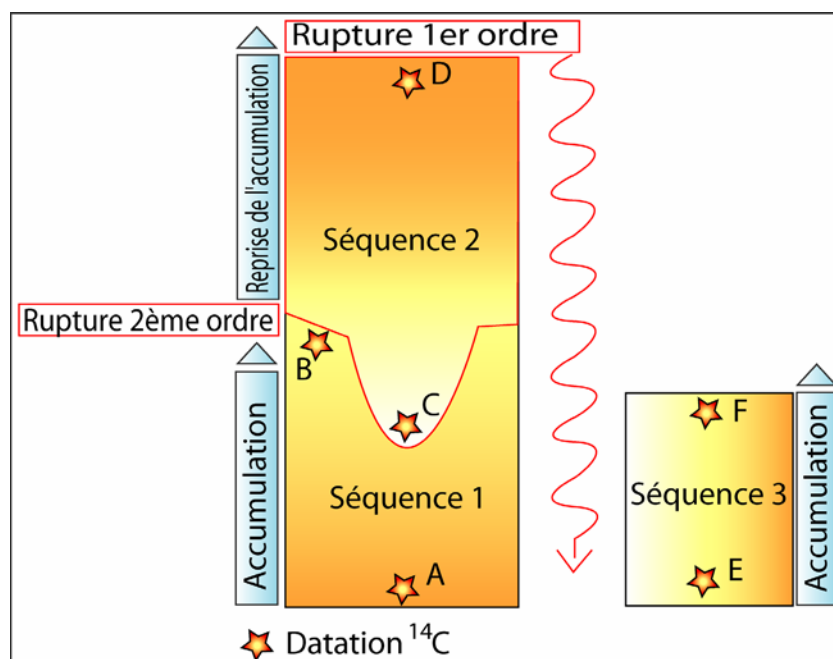 Rupture 1er ordre
D
Reprise de l'accumulation
Séquence 2
Rupture 2ème ordre
B
C
F
Accumulation
Séquence 1
Séquence 3
Accumulation
A
E
Datation ¹⁴C